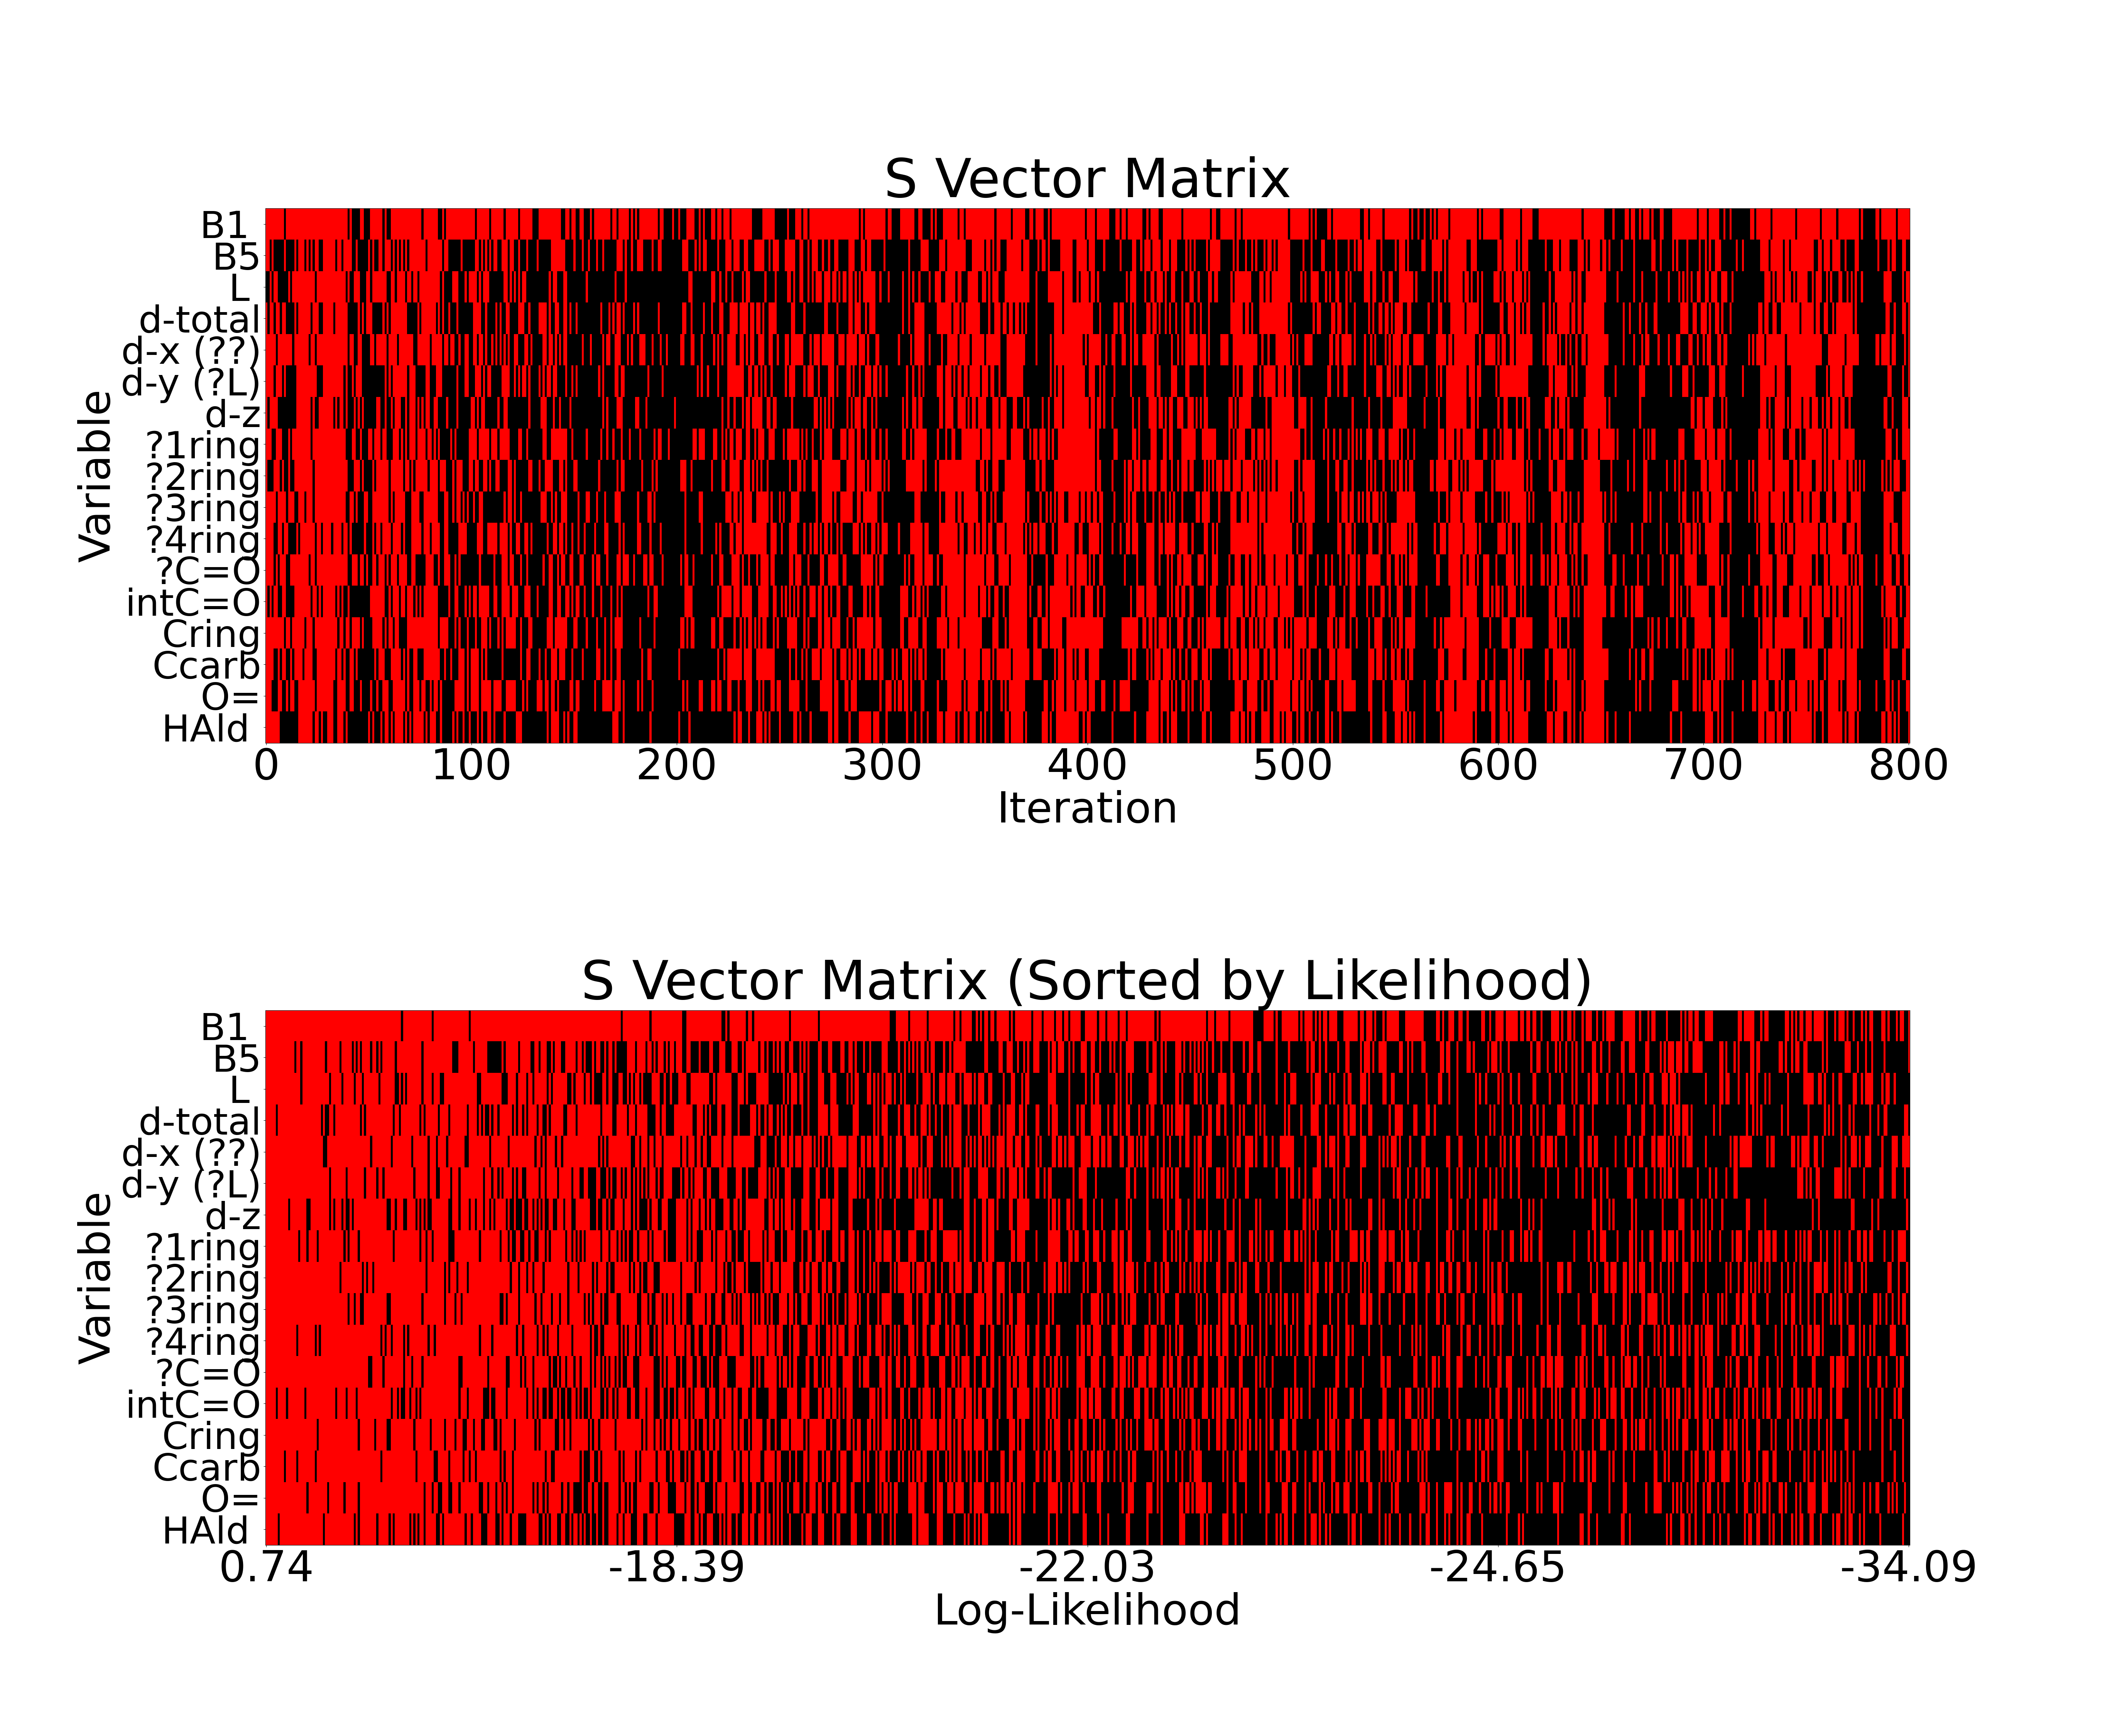 S Vector Matrix
B1
B5
L
d-total
d-x (??)
d-y (?L)
d-z
?1ring
?2ring
?3ring
?4ring
?C=O
intC=O
Cring
Ccarb
O=
HAld
Variable
0 100 200 300 400 500 600 700 800
Iteration
S Vector Matrix (Sorted by Likelihood)
B1
B5
L
d-total
d-x (??)
d-y (?L)
d-z
?1ring
?2ring
?3ring
?4ring
?C=O
intC=O
Cring
Ccarb
O=
HAld
Variable
0.74 -18.39 -22.03 -24.65 -34.09
Log-Likelihood